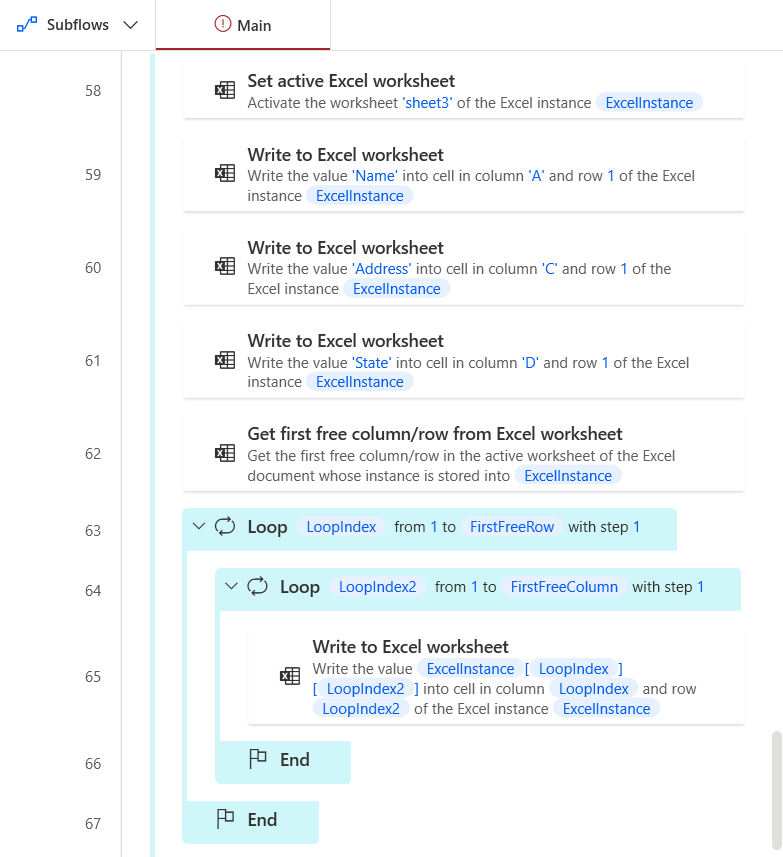 Subflows
Main
58
Set active Excel worksheet
Activate the worksheet 'sheet3' of the Excel instance ExcelInstance
59
Write to Excel worksheet
Write the value 'Name' into cell in column 'A' and row 1 of the Excel
instance ExcelInstance
60
Write to Excel worksheet
Write the value 'Address' into cell in column 'C' and row 1 of the
Excel instance ExcelInstance
61
Write to Excel worksheet
Write the value 'State' into cell in column 'D' and row 1 of the Excel
instance ExcelInstance
62
Get first free column/row from Excel worksheet
Get the first free column/row in the active worksheet of the Excel
document whose instance is stored into ExcelInstance
63
Loop LoopIndex from 1 to FirstFreeRow with step 1
64
Loop LoopIndex2 from 1 to FirstFreeColumn with step 1
65
Write to Excel worksheet
Write the value ExcelInstance [ LoopIndex ]
[ LoopIndex2 ] into cell in column LoopIndex and row
LoopIndex2 of the Excel instance ExcelInstance
66
End
67
End